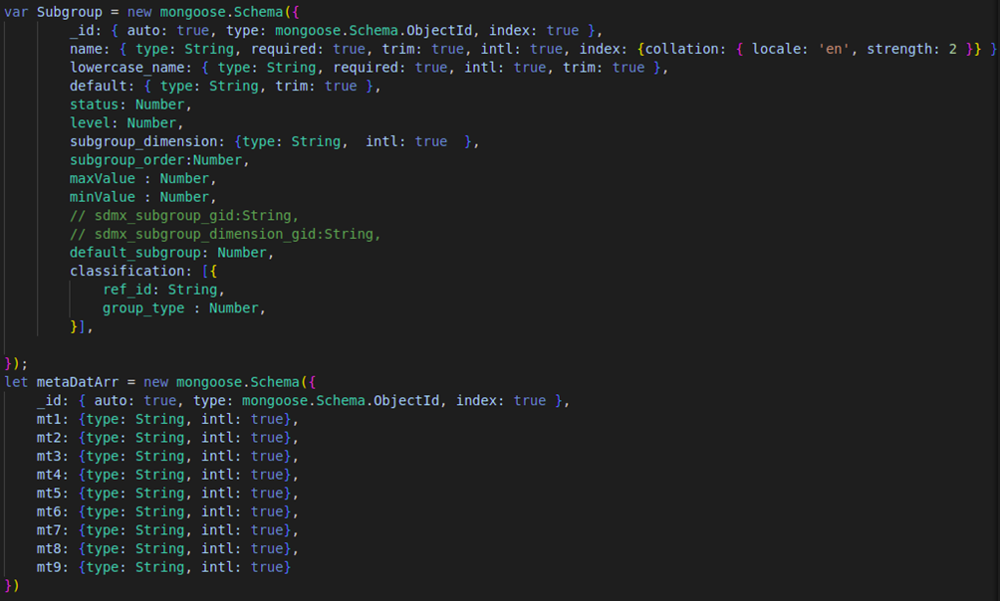 var Subgroup = new mongoose.Schema({
        _id: { auto: true, type: mongoose.Schema.ObjectId, index: true },
        name: { type: String, required: true, trim: true, intl: true, index: {collation: { locale: 'en', strength: 2 }} }
        lowercase_name: { type: String, required: true, intl: true, trim: true },
        default: { type: String, trim: true },
        status: Number,
        level: Number,
        subgroup_dimension: {type: String,  intl: true  },
        subgroup_order:Number,
        maxValue : Number,
        minValue : Number,
        // sdmx_subgroup_gid:String,
        // sdmx_subgroup_dimension_gid:String,
        default_subgroup: Number,
        classification: [{
            ref_id: String,
            group_type : Number,
        }],
});
let metaDatArr = new mongoose.Schema({
    _id: { auto: true, type: mongoose.Schema.ObjectId, index: true },
    mt1: {type: String, intl: true},
    mt2: {type: String, intl: true},
    mt3: {type: String, intl: true},
    mt4: {type: String, intl: true},
    mt5: {type: String, intl: true},
    mt6: {type: String, intl: true},
    mt7: {type: String, intl: true},
    mt8: {type: String, intl: true},
    mt9: {type: String, intl: true}
})